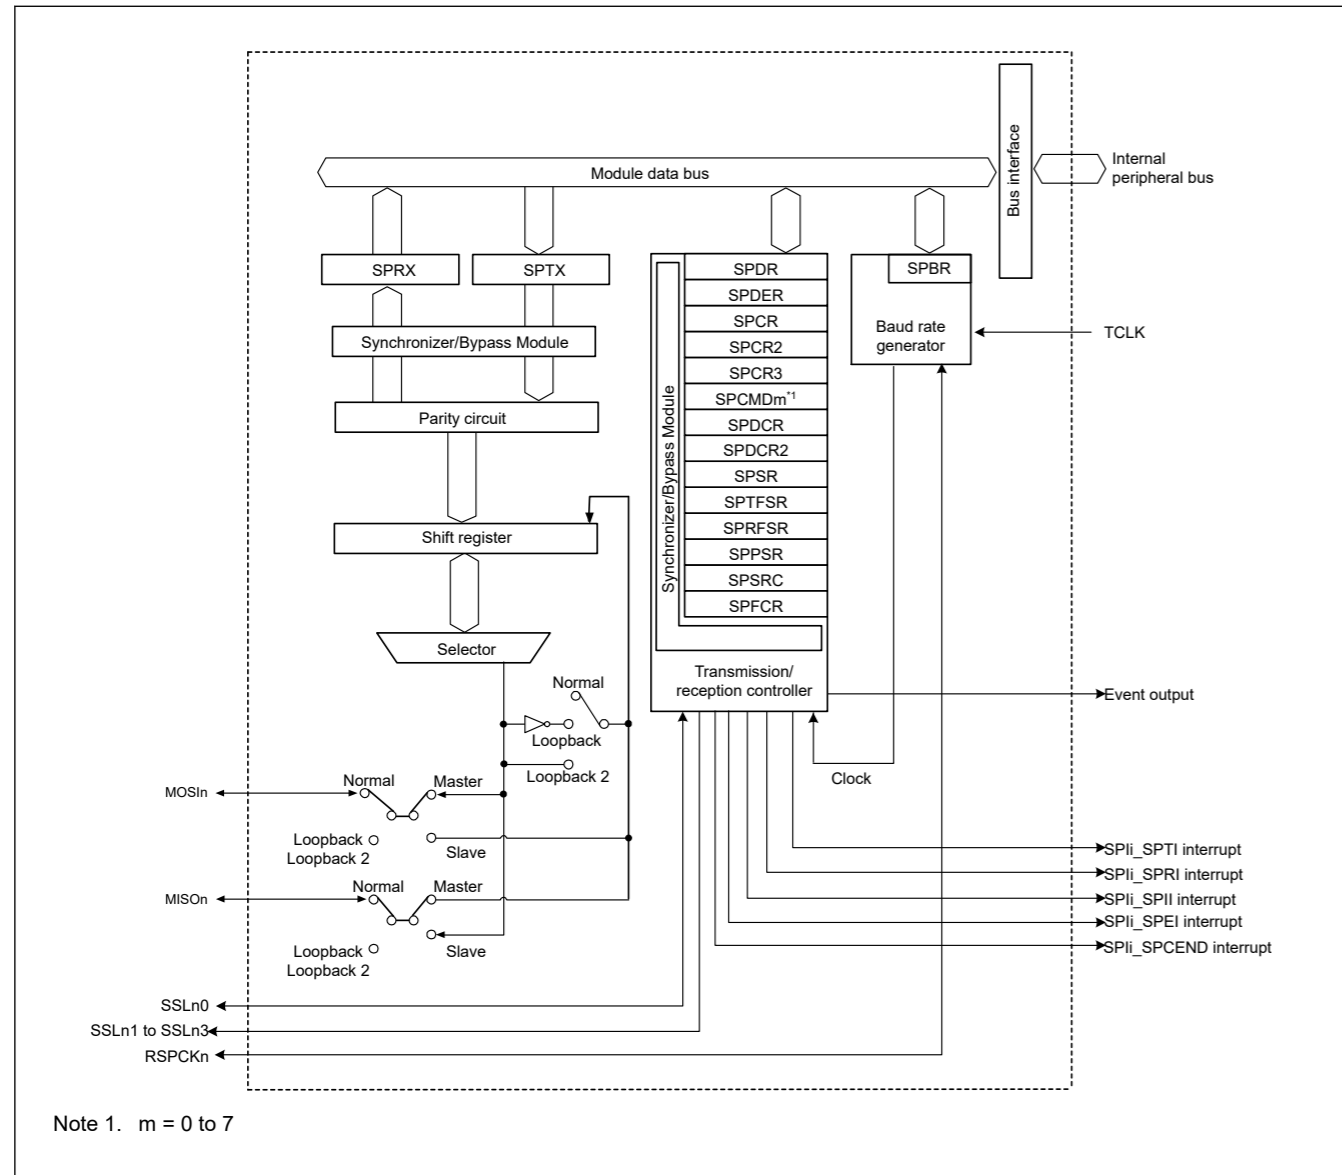 Bus interface
Internal
peripheral bus
Module data bus
SPRX
SPTX
SPDR
SPBR
SPDER
SPCR
Baud rate
generator
TCLK
Synchronizer/Bypass Module
SPCR2
SPCR3
SPCMDm*1
Parity circuit
SPDCR
SPDCR2
SPSR
SPTFSR
SPRFSR
SPPSR
SPSRC
SPFCR
Synchronizer/Bypass Module
Shift register
Selector
Transmission/
reception controller
Event output
Normal
Loopback
Loopback 2
Clock
MOSIn
Normal
Master
Loopback
Loopback 2
Slave
MISOn
Normal
Master
Loopback
Loopback 2
Slave
SPIi_SPTI interrupt
SPIi_SPRI interrupt
SPIi_SPII interrupt
SPIi_SPEI interrupt
SPIi_SPCEND interrupt
SSLn0
SSLn1 to SSLn3
RSPCKn
Note 1. m = 0 to 7